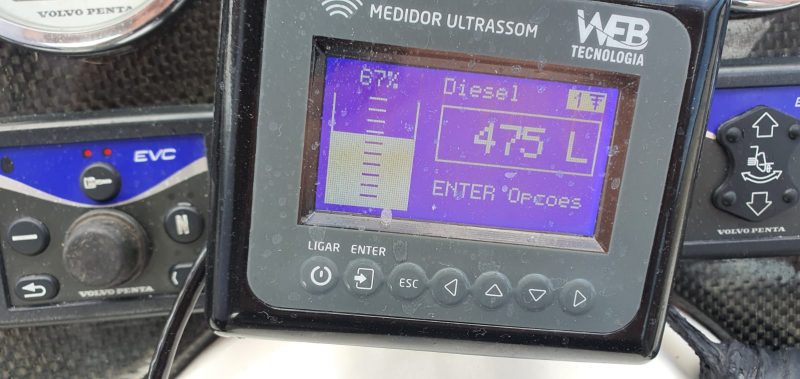 VOLVO PENTA
MEDIDOR ULTRASSOM
WEB
TECNOLOGIA
67%
Diesel
1
475 L
ENTER Opcoes
LIGAR ENTER
ESC
EVC
N
VOLVO PENTA
VOLVO PENTA